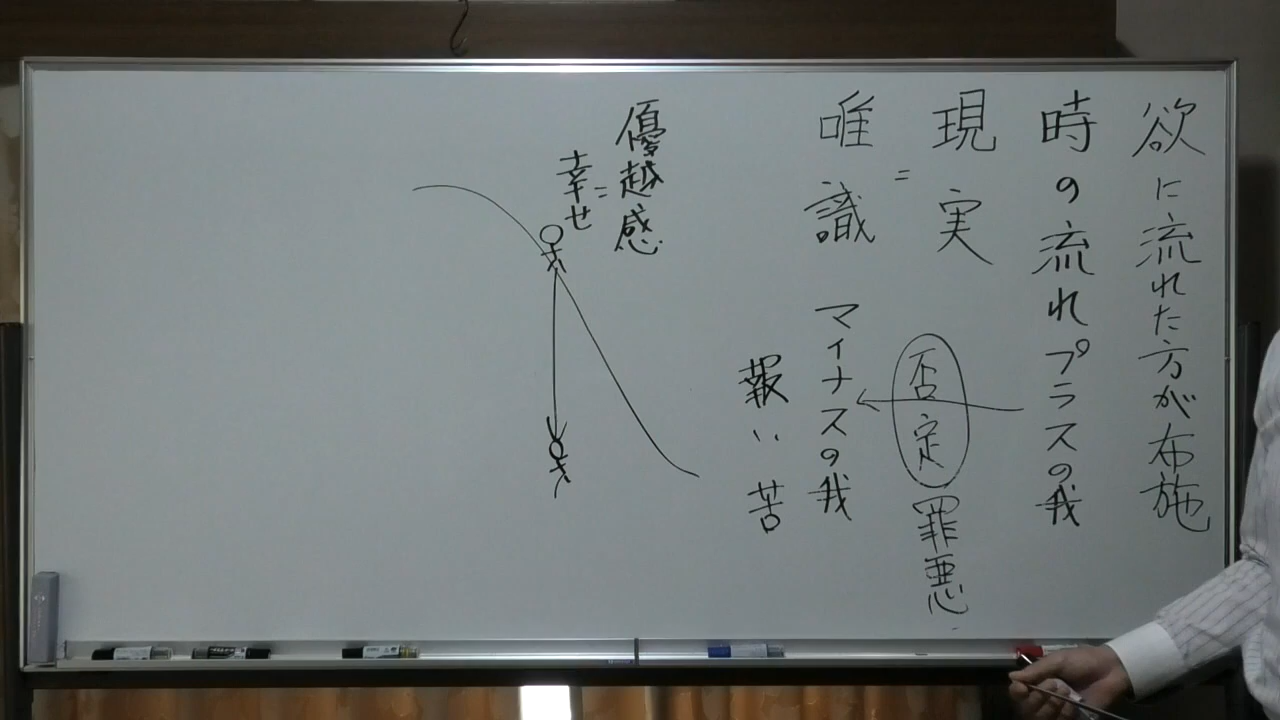 欲に流れた方が布施
時の流れプラスの我
現実
否定罪悪
=
唯識
マイナスの我
報い苦
優越感
=
幸せ